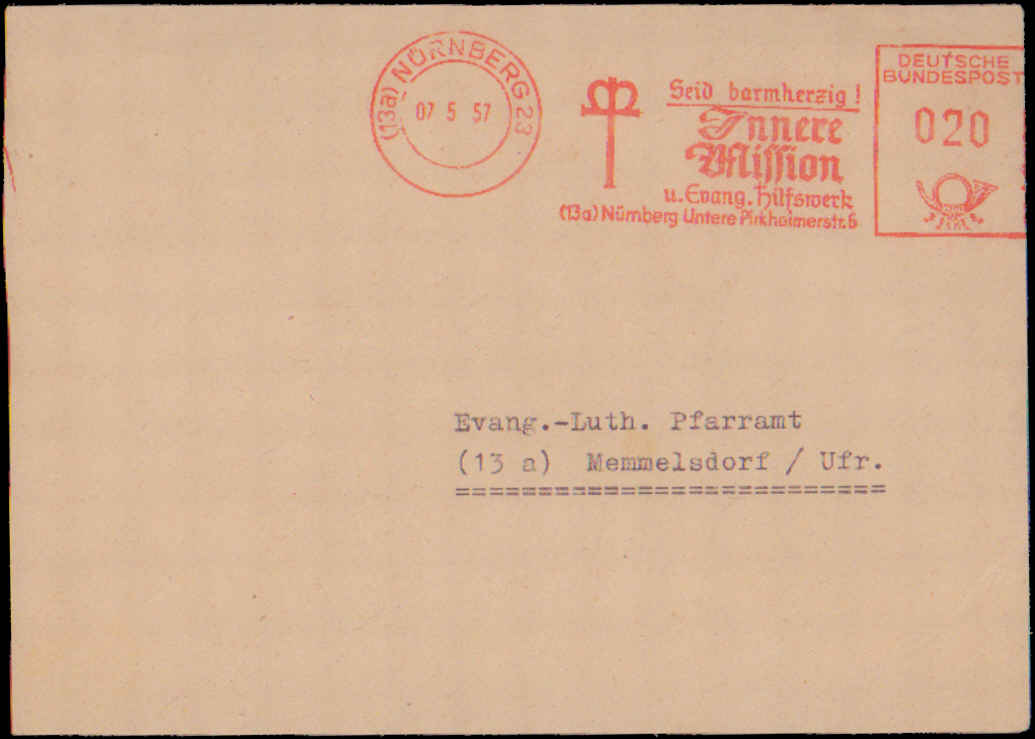 (13a) NÜRNBERG 23
07 5 57
Seid barmherzig!
Innere
Mission
u. Evang. Hilfswerk
(13a) Nürnberg Untere Pirkheimerstr. 6
DEUTSCHE
BUNDESPOST
020
Evang.-Luth. Pfarramt
(13 a) Memmelsdorf / Ufr.
==========================